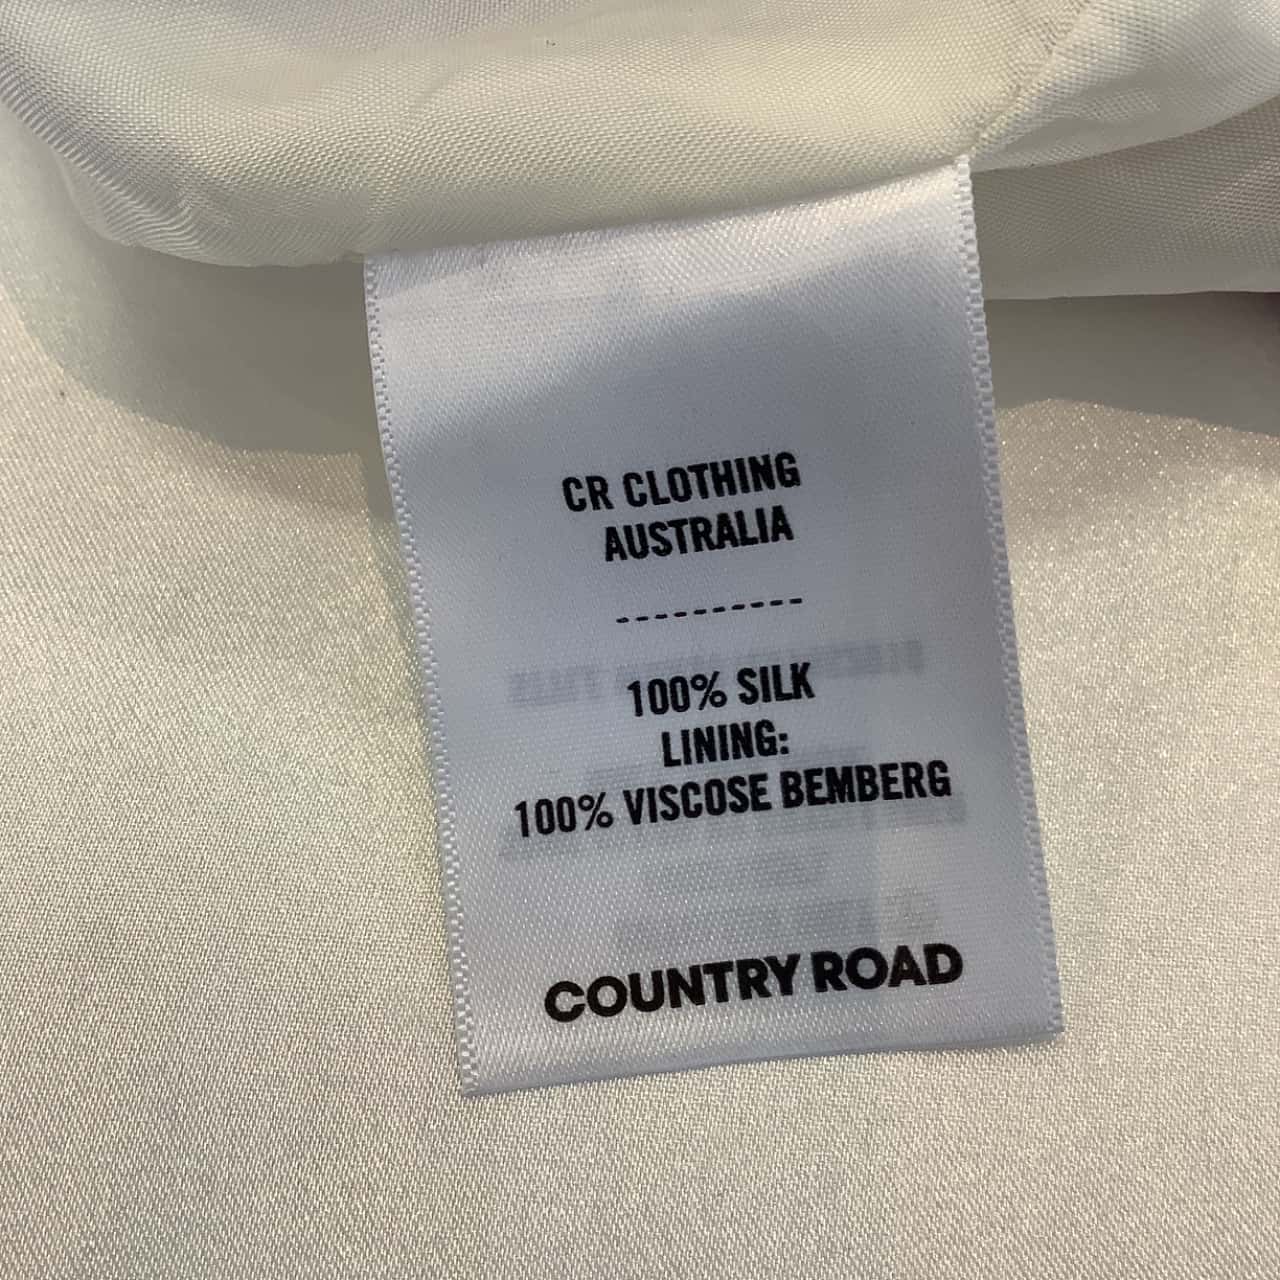 CR CLOTHING
AUSTRALIA
----------
100% SILK
LINING:
100% VISCOSE BEMBERG
COUNTRY ROAD